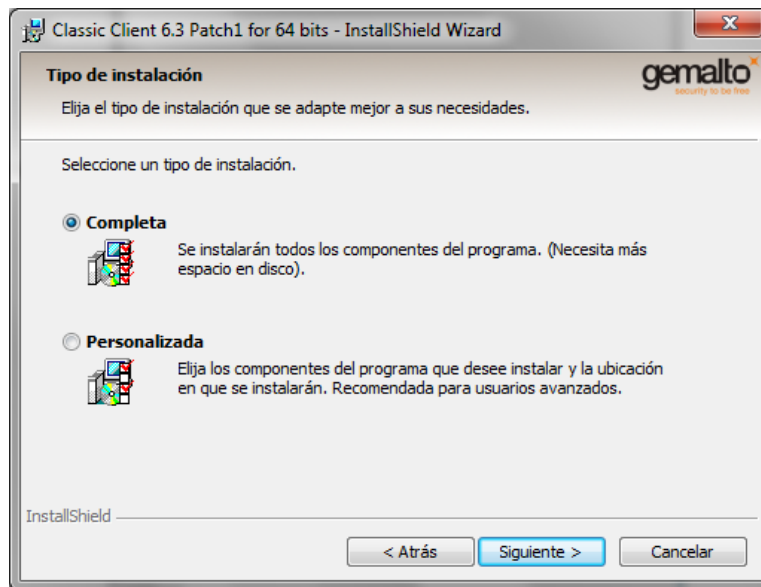 Classic Client 6.3 Patch1 for 64 bits - InstallShield Wizard
Tipo de instalación
Elija el tipo de instalación que se adapte mejor a sus necesidades.
gemalto
security to be free
Seleccione un tipo de instalación.
Completa
Se instalarán todos los componentes del programa. (Necesita más
espacio en disco).
Personalizada
Elija los componentes del programa que desee instalar y la ubicación
en que se instalarán. Recomendada para usuarios avanzados.
InstallShield
< Atrás
Siguiente >
Cancelar